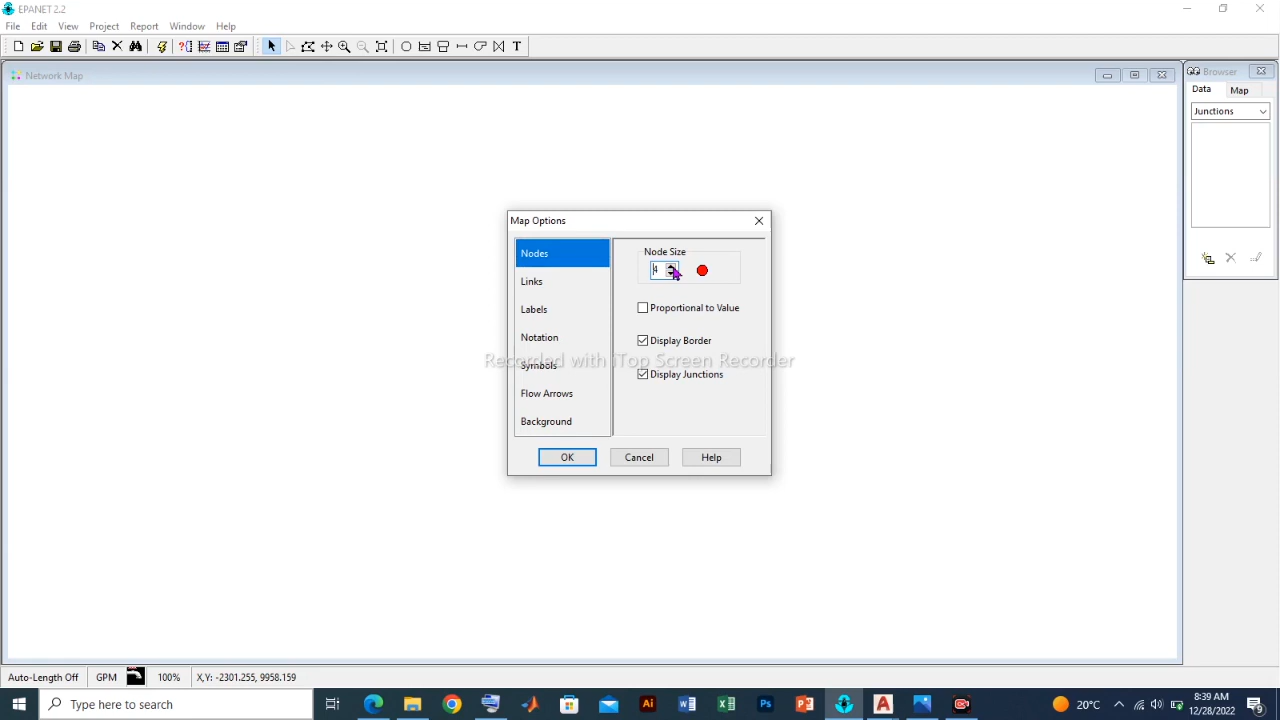 EPANET 2.2
File Edit View Project Report Window Help
T
Network Map
Browser
Data Map
Junctions
Map Options
Nodes
Links
Labels
Notation
Symbols
Flow Arrows
Background
Node Size
4
Proportional to Value
Display Border
Display Junctions
Recorded with iTop Screen Recorder
OK Cancel Help
Auto-Length Off GPM 100% X,Y: -2301.255, 9958.159
Type here to search
20°C
8:39 AM
12/28/2022